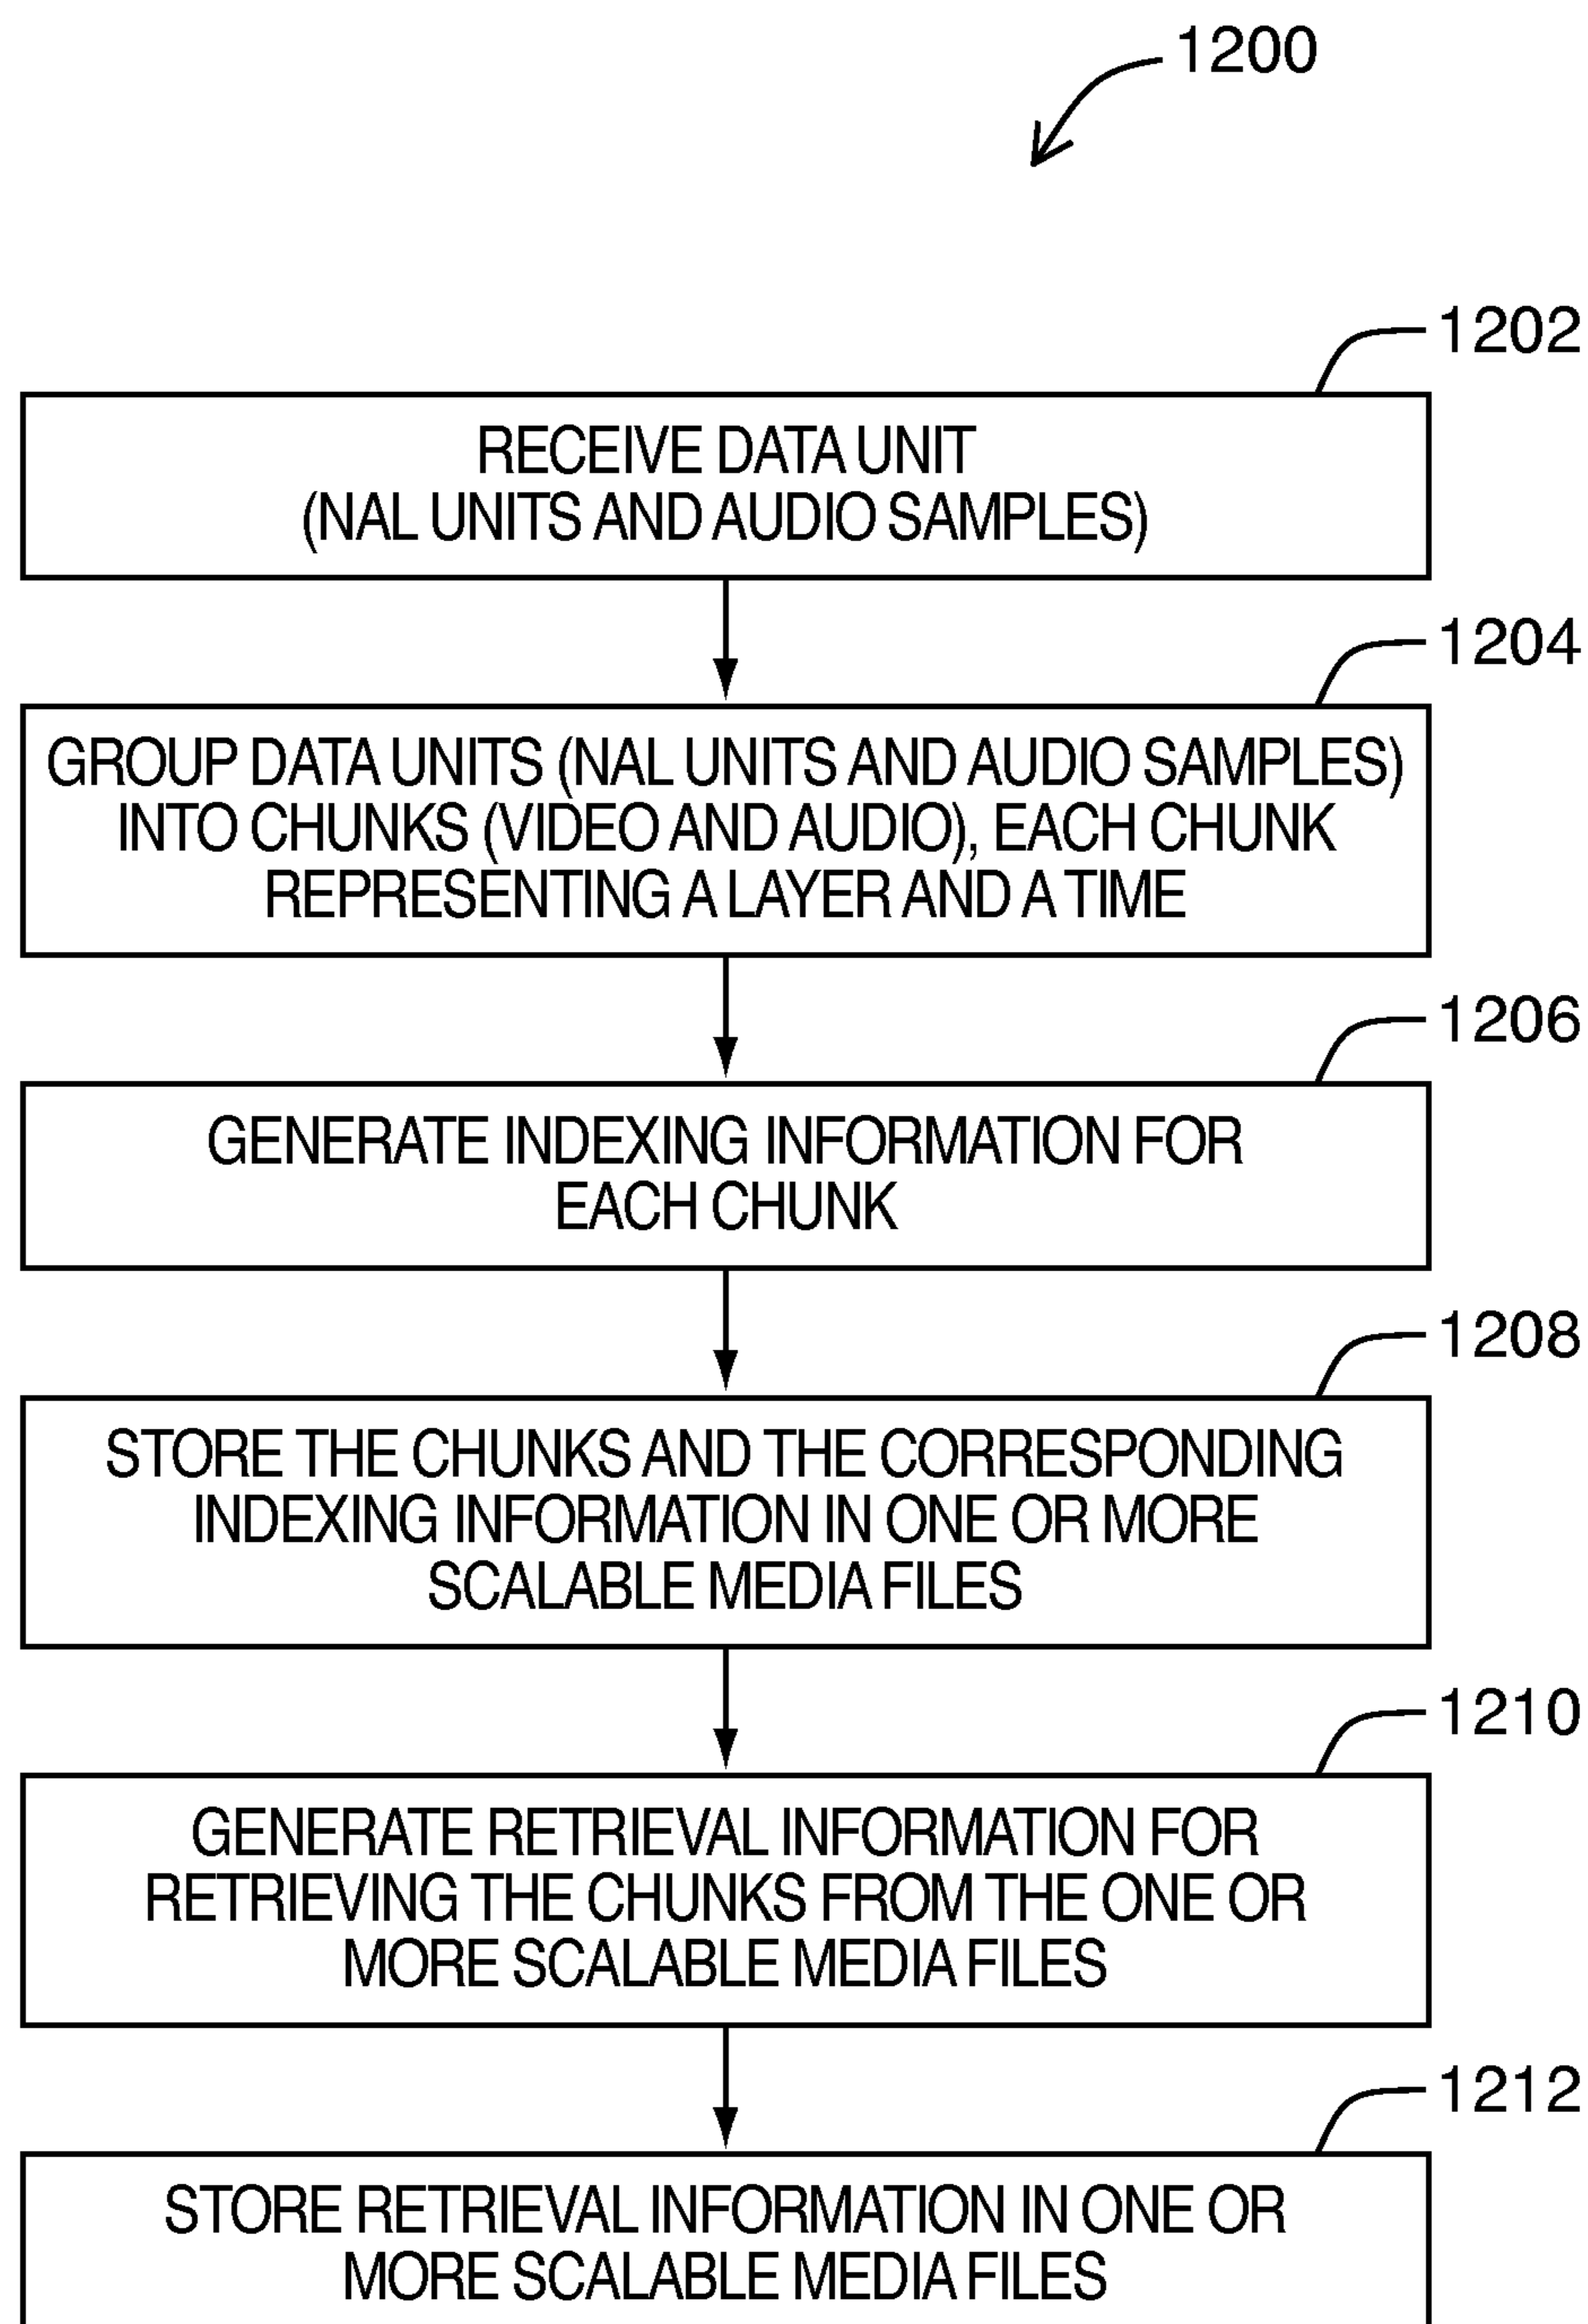 1200
1202
RECEIVE DATA UNIT
(NAL UNITS AND AUDIO SAMPLES)
1204
GROUP DATA UNITS (NAL UNITS AND AUDIO SAMPLES)
INTO CHUNKS (VIDEO AND AUDIO), EACH CHUNK
REPRESENTING A LAYER AND A TIME
1206
GENERATE INDEXING INFORMATION FOR
EACH CHUNK
1208
STORE THE CHUNKS AND THE CORRESPONDING
INDEXING INFORMATION IN ONE OR MORE
SCALABLE MEDIA FILES
1210
GENERATE RETRIEVAL INFORMATION FOR
RETRIEVING THE CHUNKS FROM THE ONE OR
MORE SCALABLE MEDIA FILES
1212
STORE RETRIEVAL INFORMATION IN ONE OR
MORE SCALABLE MEDIA FILES